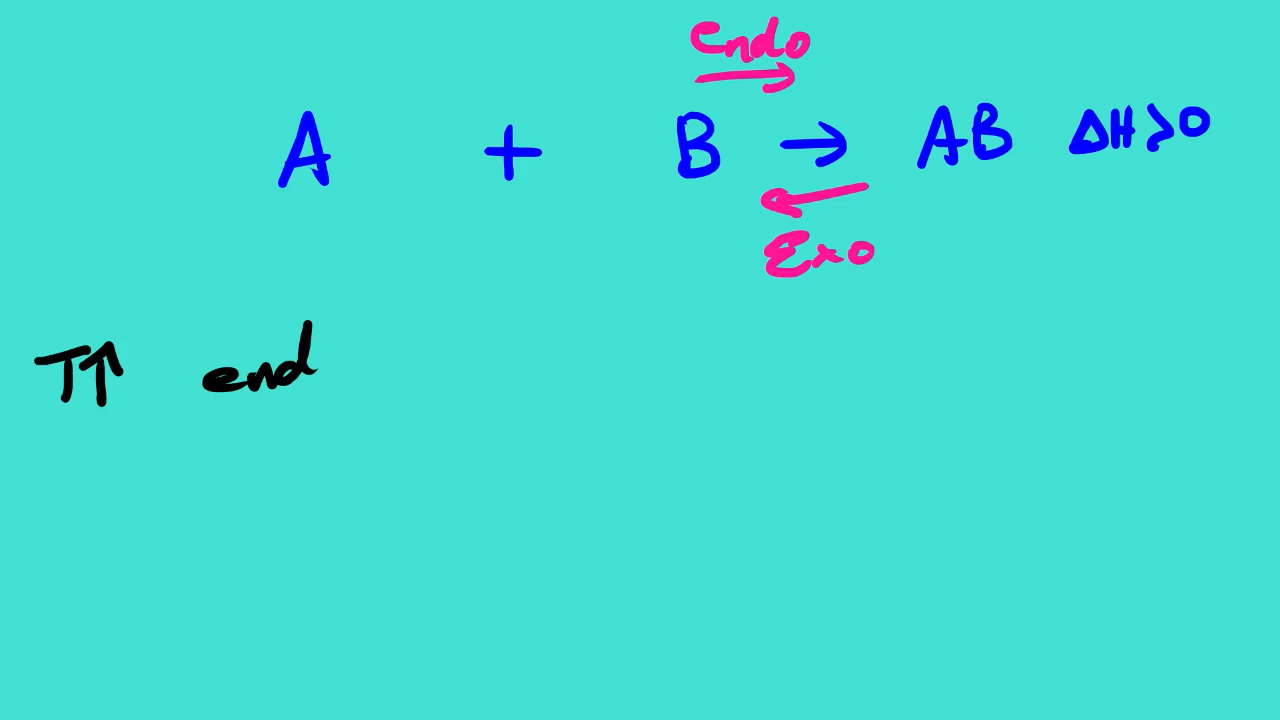 endo
A + B → AB ΔH>0
Exo
T↑ end